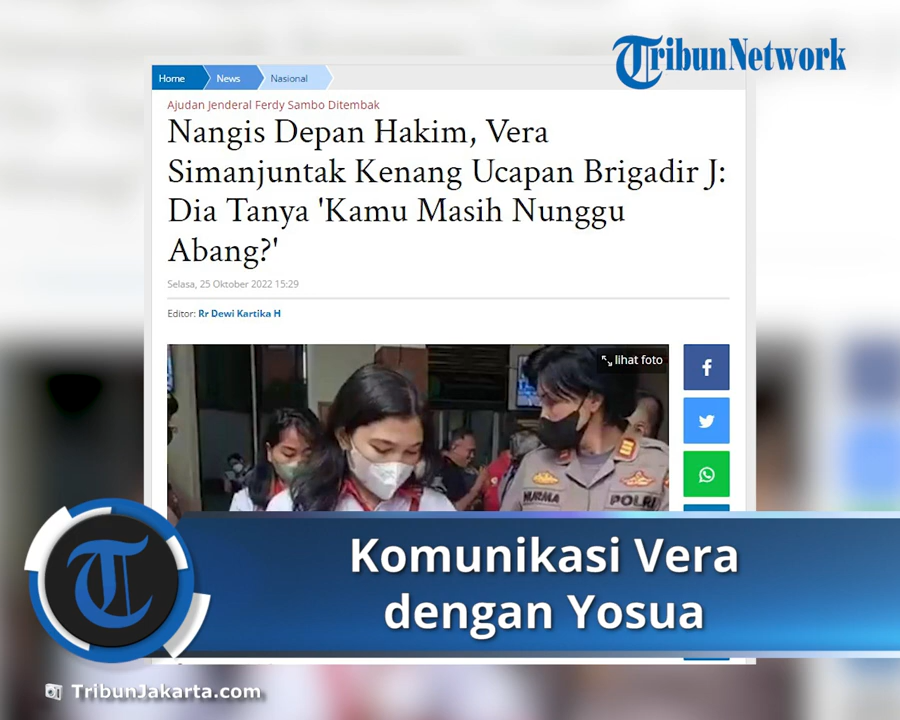 TribunNetwork
Home News Nasional
Ajudan Jenderal Ferdy Sambo Ditembak
Nangis Depan Hakim, Vera
Simanjuntak Kenang Ucapan Brigadir J:
Dia Tanya 'Kamu Masih Nunggu
Abang?'
Selasa, 25 Oktober 2022 15:29
Editor: Rr Dewi Kartika H
lihat foto
NURMA POLRI
Komunikasi Vera
dengan Yosua
TribunJakarta.com